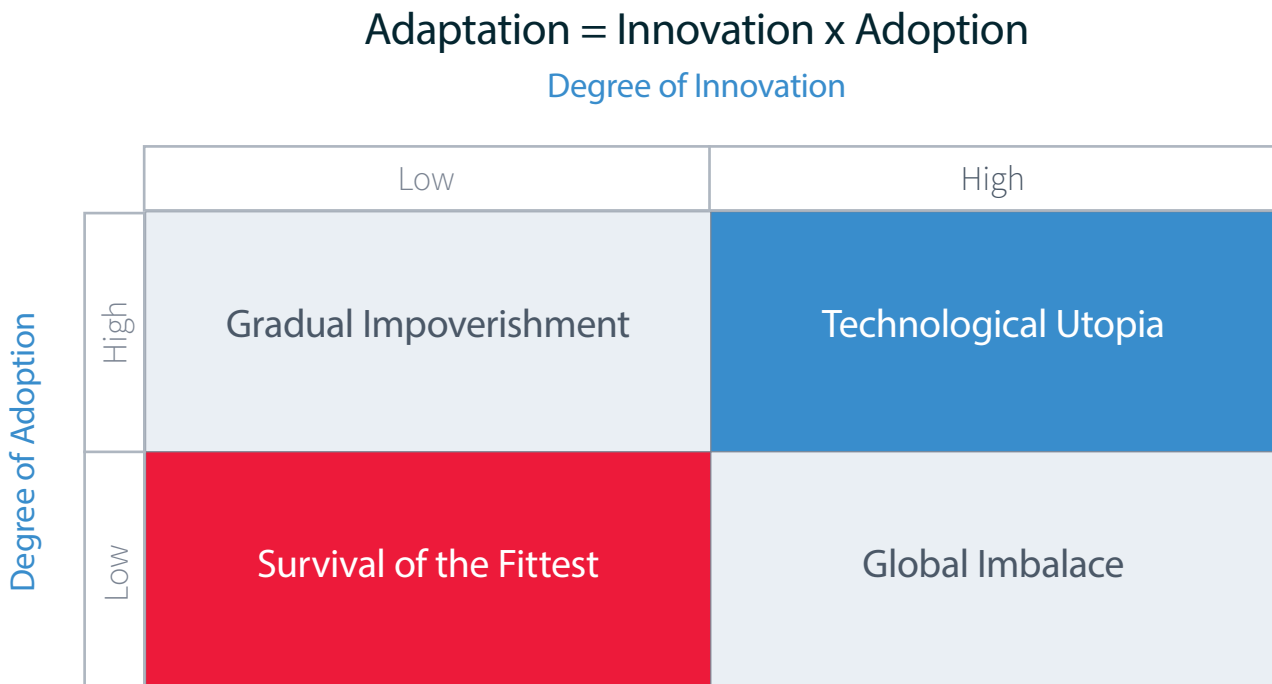 Adaptation = Innovation x Adoption
Degree of Innovation
Low
High
Degree of Adoption
High
Gradual Impoverishment
Technological Utopia
Low
Survival of the Fittest
Global Imbalace